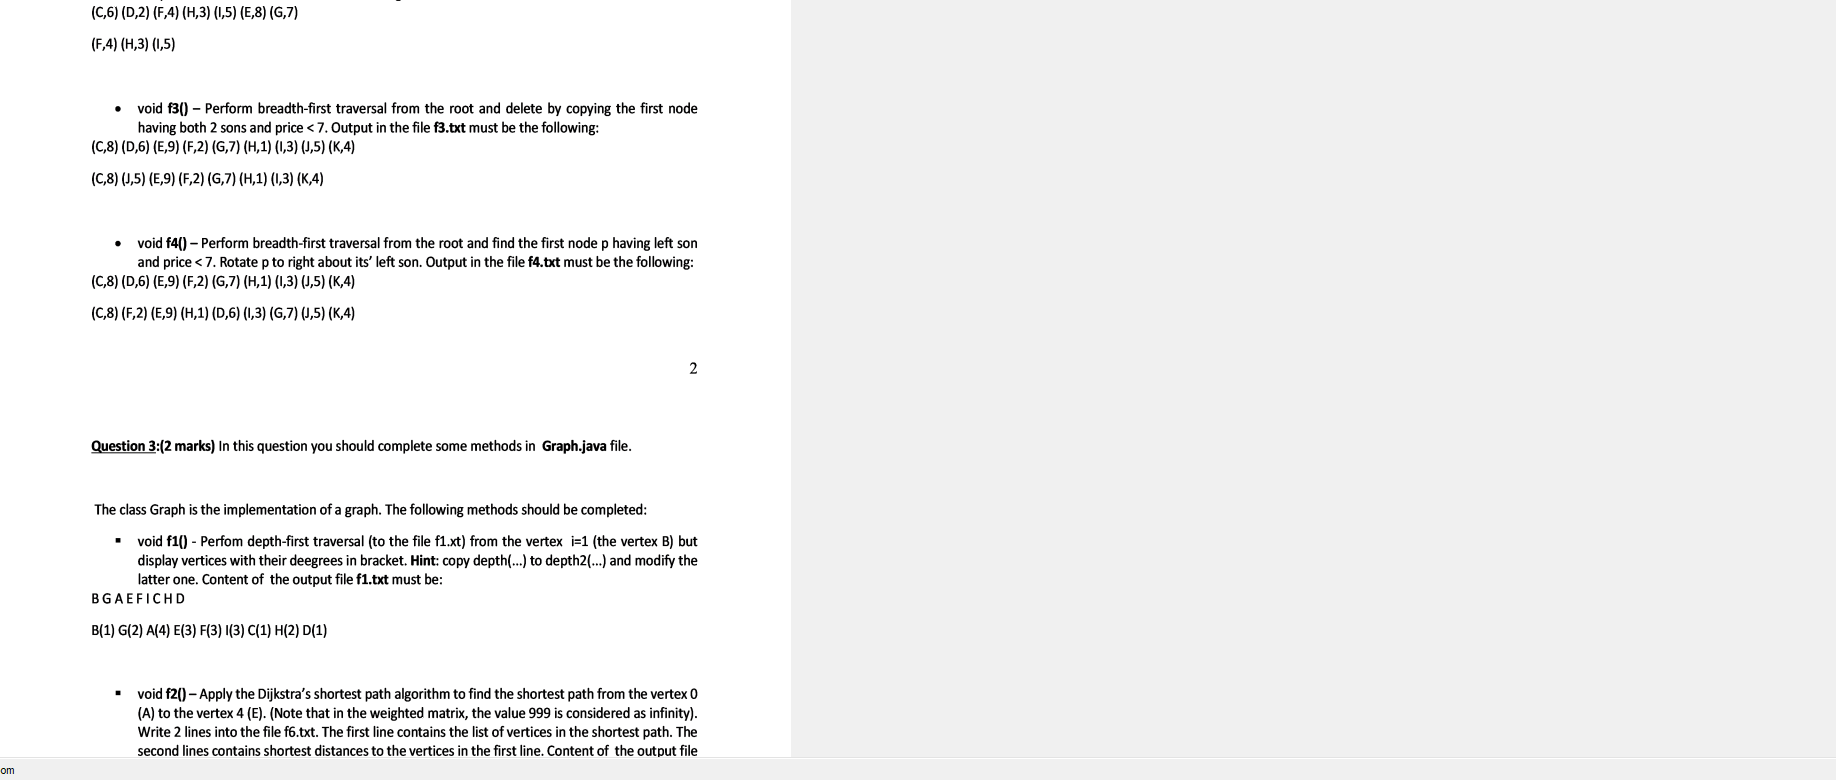 (C,6) (D,2) (F,4) (H,3) (I,5) (E,8) (G,7)
(F,4) (H,3) (I,5)
• void f3() – Perform breadth-first traversal from the root and delete by copying the first node
having both 2 sons and price < 7. Output in the file f3.txt must be the following:
(C,8) (D,6) (E,9) (F,2) (G,7) (H,1) (I,3) (J,5) (K,4)
(C,8) (J,5) (E,9) (F,2) (G,7) (H,1) (I,3) (K,4)
• void f4() – Perform breadth-first traversal from the root and find the first node p having left son
and price < 7. Rotate p to right about its' left son. Output in the file f4.txt must be the following:
(C,8) (D,6) (E,9) (F,2) (G,7) (H,1) (I,3) (J,5) (K,4)
(C,8) (F,2) (E,9) (H,1) (D,6) (I,3) (G,7) (J,5) (K,4)
2
Question 3:(2 marks) In this question you should complete some methods in Graph.java file.
The class Graph is the implementation of a graph. The following methods should be completed:
▪ void f1() - Perfom depth-first traversal (to the file f1.xt) from the vertex i=1 (the vertex B) but
display vertices with their deegrees in bracket. Hint: copy depth(...) to depth2(...) and modify the
latter one. Content of the output file f1.txt must be:
B G A E F I C H D
B(1) G(2) A(4) E(3) F(3) I(3) C(1) H(2) D(1)
▪ void f2() – Apply the Dijkstra's shortest path algorithm to find the shortest path from the vertex 0
(A) to the vertex 4 (E). (Note that in the weighted matrix, the value 999 is considered as infinity).
Write 2 lines into the file f6.txt. The first line contains the list of vertices in the shortest path. The
second lines contains shortest distances to the vertices in the first line. Content of the output file
om